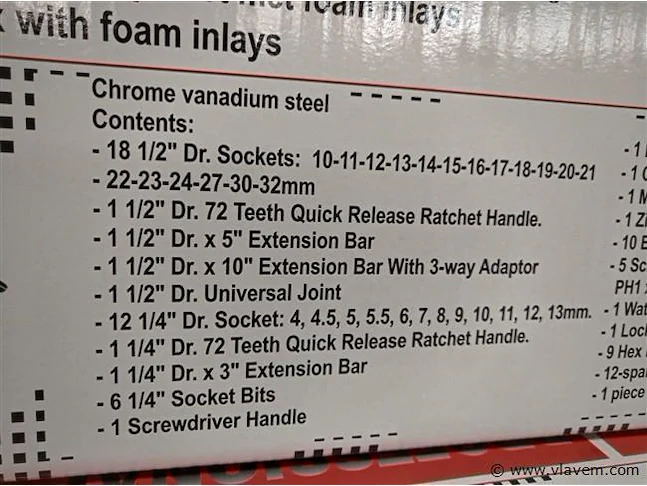 with foam inlays
Chrome vanadium steel
Contents:
- 18 1/2" Dr. Sockets: 10-11-12-13-14-15-16-17-18-19-20-21
- 22-23-24-27-30-32mm
- 1 1/2" Dr. 72 Teeth Quick Release Ratchet Handle.
- 1 1/2" Dr. x 5" Extension Bar
- 1 1/2" Dr. x 10" Extension Bar With 3-way Adaptor
- 1 1/2" Dr. Universal Joint
- 12 1/4" Dr. Socket: 4, 4.5, 5, 5.5, 6, 7, 8, 9, 10, 11, 12, 13mm.
- 1 1/4" Dr. 72 Teeth Quick Release Ratchet Handle.
- 1 1/4" Dr. x 3" Extension Bar
- 6 1/4" Socket Bits
- 1 Screwdriver Handle
- 1
- 1
- 1
- 1
- 10
- 5
PH1
- 1
- 1
- 9 Hex
- 1 piece
© www.vlavem.com